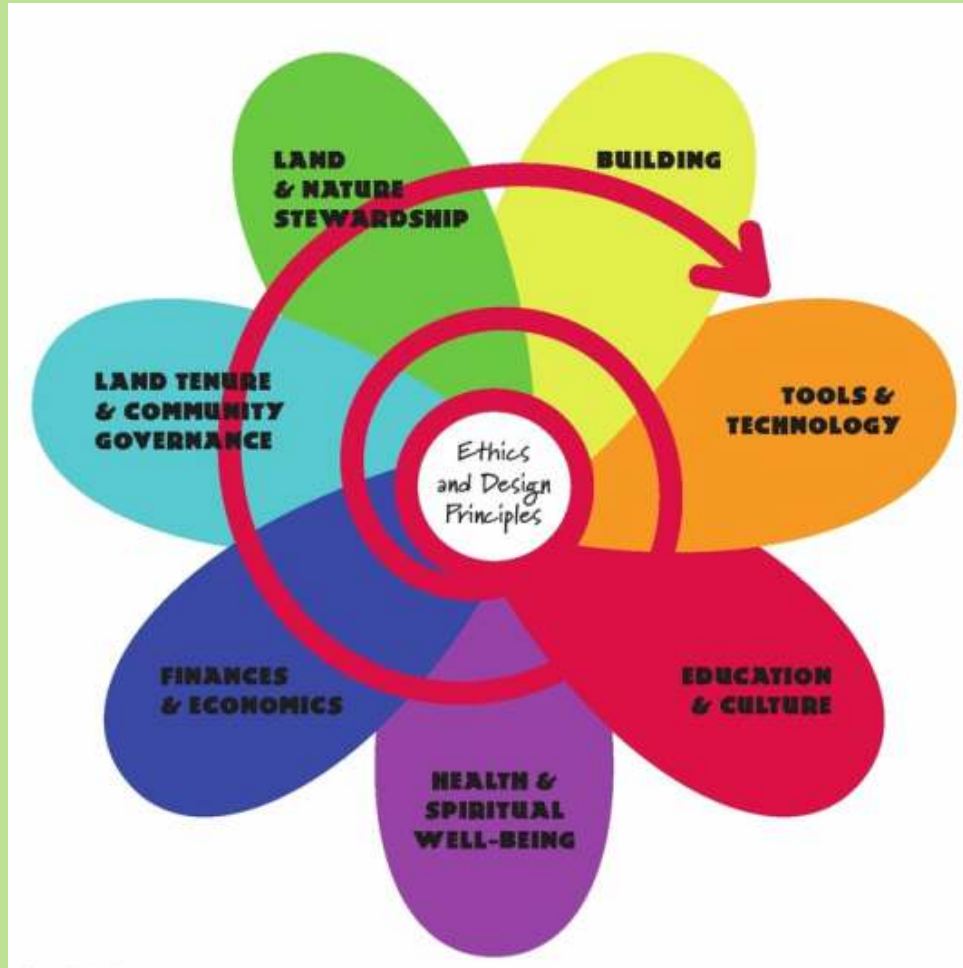 LAND
& NATURE
STEWARDSHIP
BUILDING
LAND TENURE
& COMMUNITY
GOVERNANCE
TOOLS &
TECHNOLOGY
Ethics
and Design
Principles
FINANCES
& ECONOMICS
EDUCATION
& CULTURE
HEALTH &
SPIRITUAL
WELL-BEING